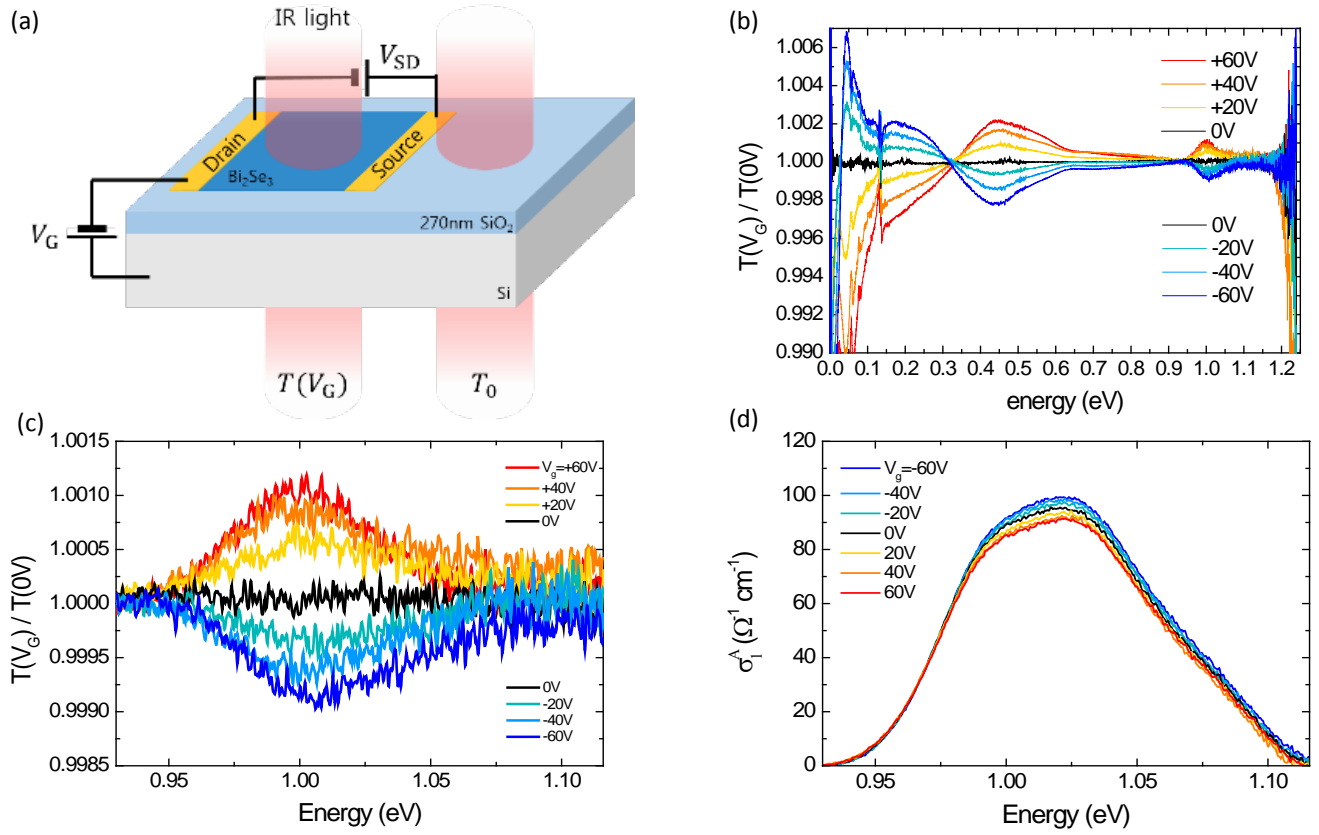 (a)
IR light
V_SD
Drain
Source
Bi₂Se₃
V_G
270nm SiO₂
Si
T(V_G)
T₀
(b)
T(V_G) / T(0V)
1.006
1.004
1.002
1.000
0.998
0.996
0.994
0.992
0.990
+60V
+40V
+20V
0V
0V
-20V
-40V
-60V
0.0 0.1 0.2 0.3 0.4 0.5 0.6 0.7 0.8 0.9 1.0 1.1 1.2
energy (eV)
(c)
T(V_G) / T(0V)
1.0015
1.0010
1.0005
1.0000
0.9995
0.9990
0.9985
V_g=+60V
+40V
+20V
0V
0V
-20V
-40V
-60V
0.95 1.00 1.05 1.10
Energy (eV)
(d)
σ₁ᴬ (Ω⁻¹ cm⁻¹)
120
100
80
60
40
20
0
V_g=-60V
-40V
-20V
0V
20V
40V
60V
0.95 1.00 1.05 1.10
Energy (eV)